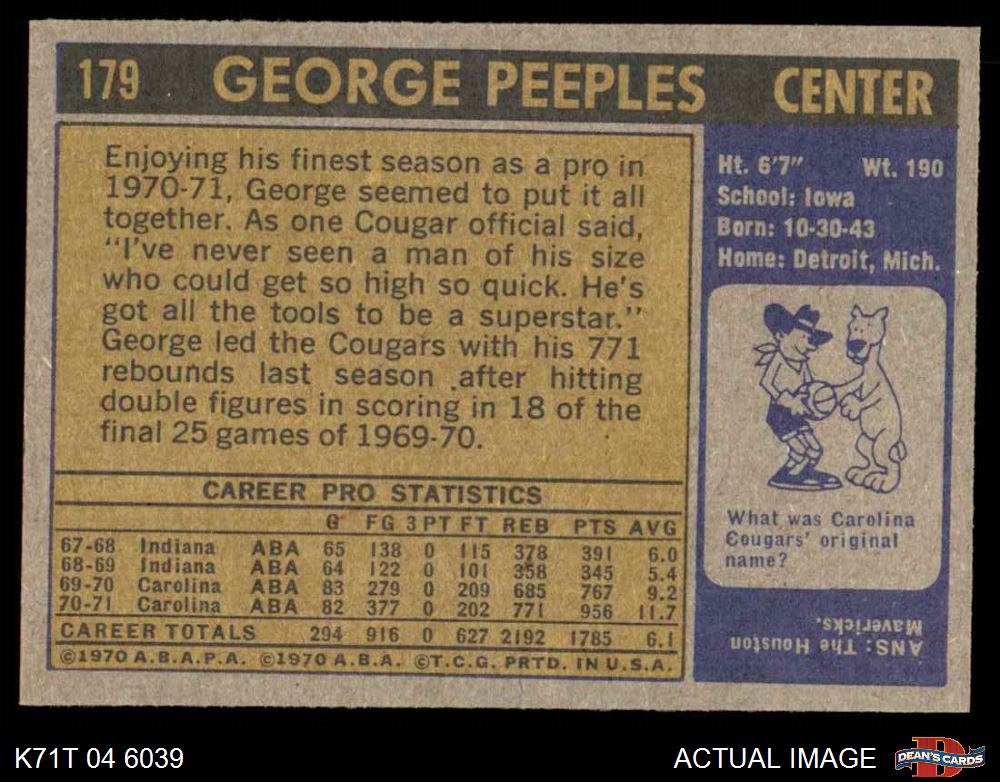 179 GEORGE PEEPLES CENTER
Enjoying his finest season as a pro in
1970-71, George seemed to put it all
together. As one Cougar official said,
"I've never seen a man of his size
who could get so high so quick. He's
got all the tools to be a superstar."
George led the Cougars with his 771
rebounds last season after hitting
double figures in scoring in 18 of the
final 25 games of 1969-70.
Ht. 6'7" Wt. 190
School: Iowa
Born: 10-30-43
Home: Detroit, Mich.
What was Carolina
Cougars' original
name?
ANS: The Houston
Mavericks.
CAREER PRO STATISTICS
G FG 3PT FT REB PTS AVG
67-68 Indiana ABA 65 138 0 115 378 391 6.0
68-69 Indiana ABA 64 122 0 101 358 345 5.4
69-70 Carolina ABA 83 279 0 209 685 767 9.2
70-71 Carolina ABA 82 377 0 202 771 956 11.7
CAREER TOTALS 294 916 0 627 2192 1785 6.1
©1970 A.B.A.P.A. ©1970 A.B.A. ©T.C.G. PRTD. IN U.S.A.
K71T 04 6039
ACTUAL IMAGE
D
DEAN'S CARDS